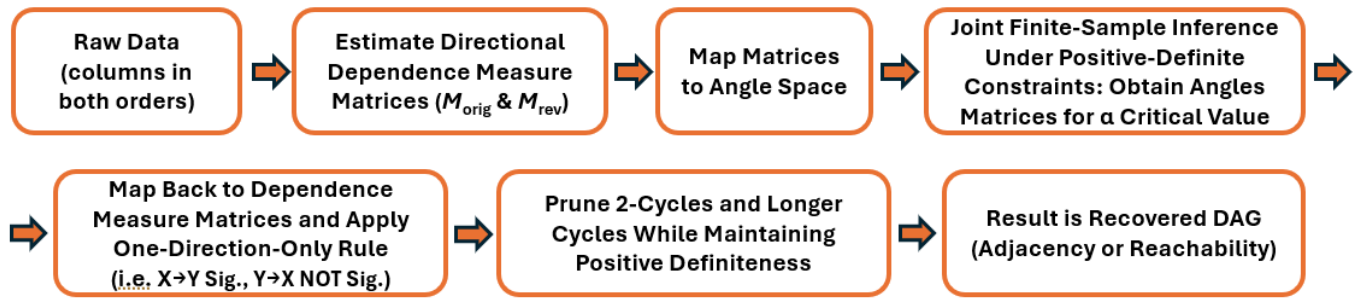 Raw Data
(columns in
both orders)
Estimate Directional
Dependence Measure
Matrices (Morig & Mrev)
Map Matrices
to Angle Space
Joint Finite-Sample Inference
Under Positive-Definite
Constraints: Obtain Angles
Matrices for α Critical Value
Map Back to Dependence
Measure Matrices and Apply
One-Direction-Only Rule
(i.e. X→Y Sig., Y→X NOT Sig.)
Prune 2-Cycles and Longer
Cycles While Maintaining
Positive Definiteness
Result is Recovered DAG
(Adjacency or Reachability)